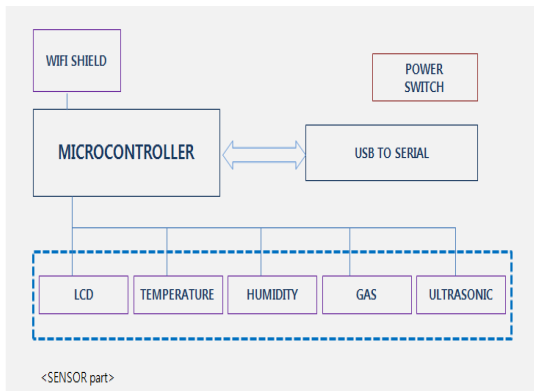 WIFI SHIELD
POWER
SWITCH
MICROCONTROLLER
USB TO SERIAL
LCD
TEMPERATURE
HUMIDITY
GAS
ULTRASONIC
<SENSOR part>